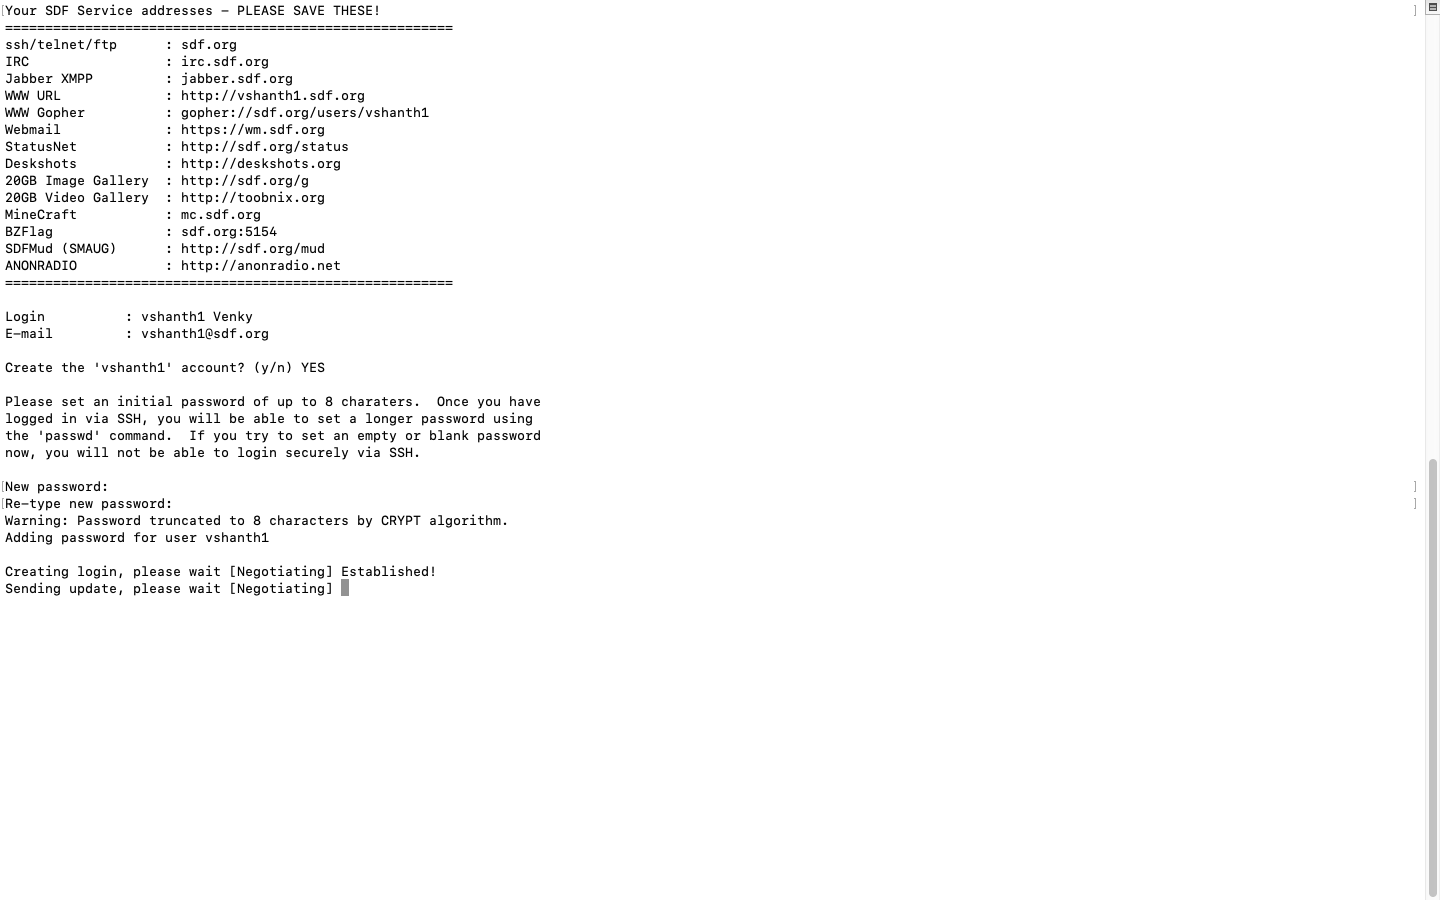 [Your SDF Service addresses - PLEASE SAVE THESE! ]
========================================================
ssh/telnet/ftp      : sdf.org
IRC                 : irc.sdf.org
Jabber XMPP         : jabber.sdf.org
WWW URL             : http://vshanth1.sdf.org
WWW Gopher          : gopher://sdf.org/users/vshanth1
Webmail             : https://wm.sdf.org
StatusNet           : http://sdf.org/status
Deskshots           : http://deskshots.org
20GB Image Gallery  : http://sdf.org/g
20GB Video Gallery  : http://toobnix.org
MineCraft           : mc.sdf.org
BZFlag              : sdf.org:5154
SDFMud (SMAUG)      : http://sdf.org/mud
ANONRADIO           : http://anonradio.net
========================================================
Login          : vshanth1 Venky
E-mail         : vshanth1@sdf.org
Create the 'vshanth1' account? (y/n) YES
Please set an initial password of up to 8 charaters.  Once you have
logged in via SSH, you will be able to set a longer password using
the 'passwd' command.  If you try to set an empty or blank password
now, you will not be able to login securely via SSH.
[New password: ]
[Re-type new password: ]
Warning: Password truncated to 8 characters by CRYPT algorithm.
Adding password for user vshanth1
Creating login, please wait [Negotiating] Established!
Sending update, please wait [Negotiating]